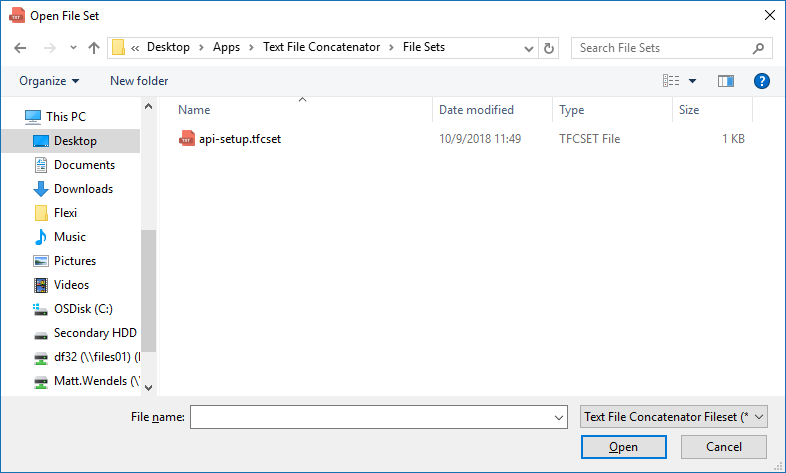 Open File Set
« Desktop > Apps > Text File Concatenator > File Sets
Search File Sets
Organize New folder
Name Date modified Type Size
api-setup.tfcset 10/9/2018 11:49 TFCSET File 1 KB
This PC
Desktop
Documents
Downloads
Flexi
Music
Pictures
Videos
OSDisk (C:)
Secondary HDD
df32 (\\files01) (
Matt.Wendels (\\
File name:
Text File Concatenator Fileset (*
Open Cancel